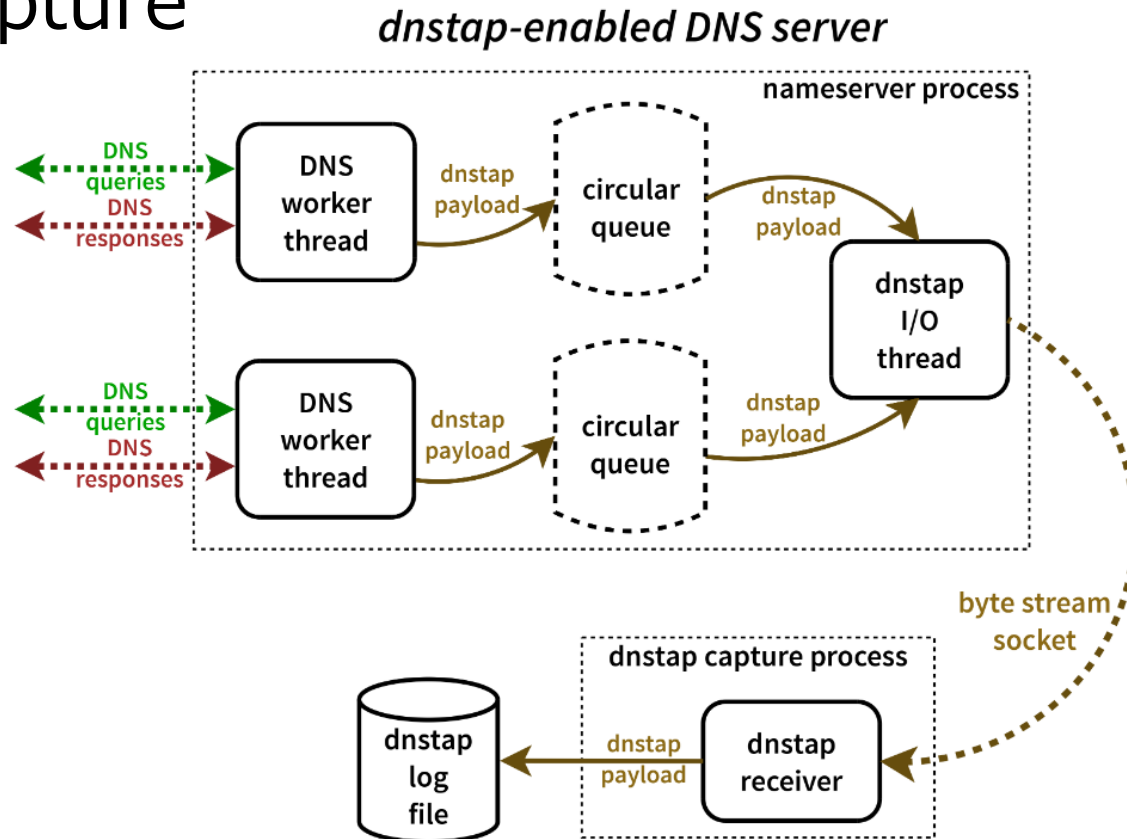 pture
dnstap-enabled DNS server
nameserver process
DNS
queries
DNS
responses
DNS
worker
thread
dnstap
payload
circular
queue
dnstap
payload
dnstap
I/O
thread
DNS
queries
DNS
responses
DNS
worker
thread
dnstap
payload
circular
queue
dnstap
payload
byte stream
socket
dnstap capture process
dnstap
log
file
dnstap
payload
dnstap
receiver